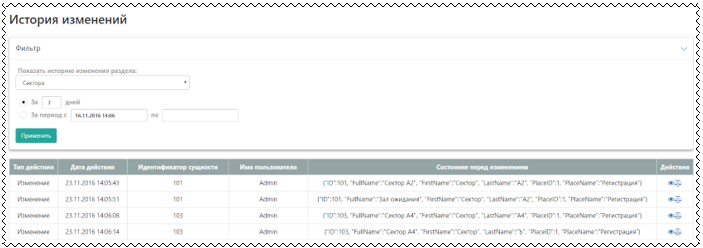 История изменений
Фильтр
Показать историю изменения раздела:
Сектора
За 7 дней
За период с 16.11.2016 14:06 по
Применить
Тип действия Дата действия Идентификатор сущности Имя пользователя Состояние перед изменением Действия
Изменение 23.11.2016 14:05:43 101 Admin {"ID":101, "FullName":"Сектор А2", "FirstName":"Сектор", "LastName":"А2", "PlaceID":1, "PlaceName":"Регистрация"}
Изменение 23.11.2016 14:05:51 101 Admin {"ID":101, "FullName":"Зал ожидания", "FirstName":"Сектор", "LastName":"А2", "PlaceID":1, "PlaceName":"Регистрация"}
Изменение 23.11.2016 14:06:08 103 Admin {"ID":103, "FullName":"Сектор А4", "FirstName":"Сектор", "LastName":"А4", "PlaceID":1, "PlaceName":"Регистрация"}
Изменение 23.11.2016 14:06:14 103 Admin {"ID":103, "FullName":"Сектор А4", "FirstName":"Сектор", "LastName":"Ъ", "PlaceID":1, "PlaceName":"Регистрация"}